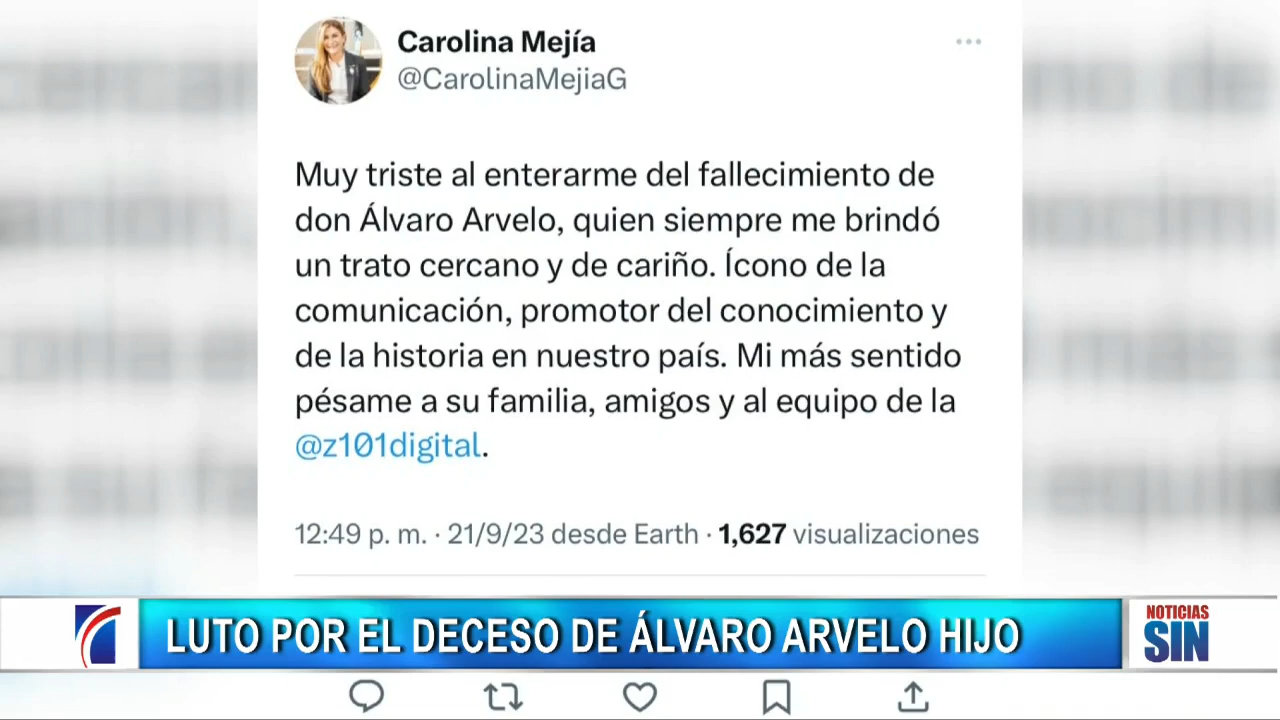 Carolina Mejía
@CarolinaMejiaG
Muy triste al enterarme del fallecimiento de
don Álvaro Arvelo, quien siempre me brindó
un trato cercano y de cariño. Ícono de la
comunicación, promotor del conocimiento y
de la historia en nuestro país. Mi más sentido
pésame a su familia, amigos y al equipo de la
@z101digital.
12:49 p. m. · 21/9/23 desde Earth · 1,627 visualizaciones
LUTO POR EL DECESO DE ÁLVARO ARVELO HIJO
NOTICIAS
SIN